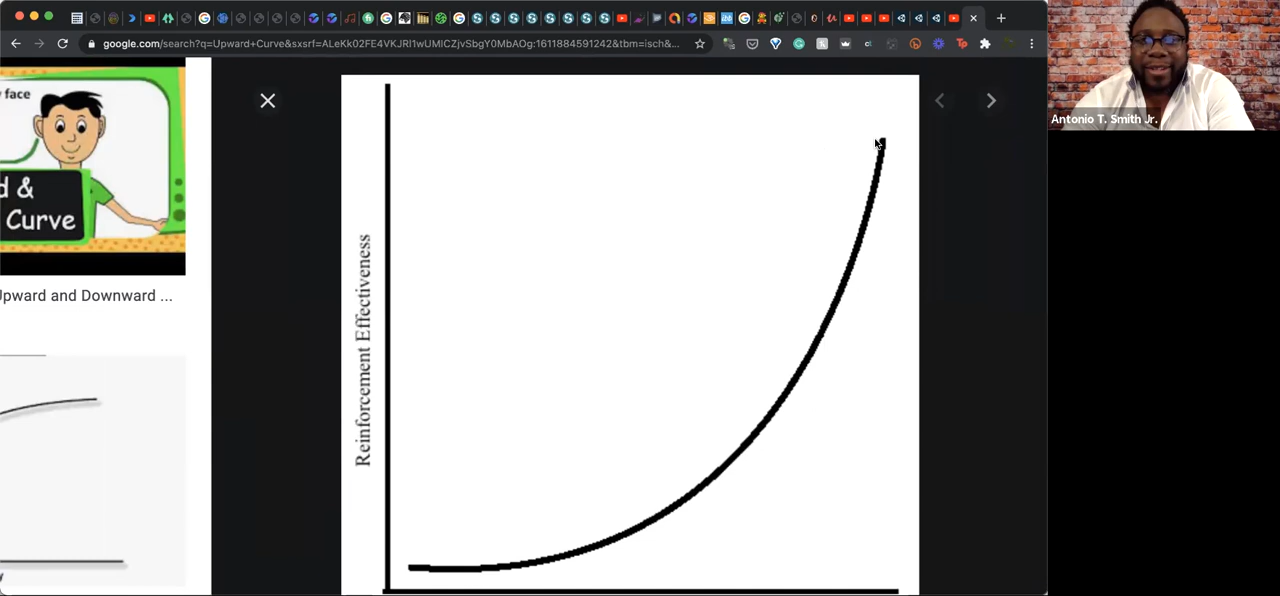 google.com/search?q=Upward+Curve&sxsrf=ALeKk02FE4VKJRI1wUMICZjvSbgY0MbAOg:1611884591242&tbm=isch&...
y face
d &
Curve
Upward and Downward ...
y
Reinforcement Effectiveness
Antonio T. Smith Jr.